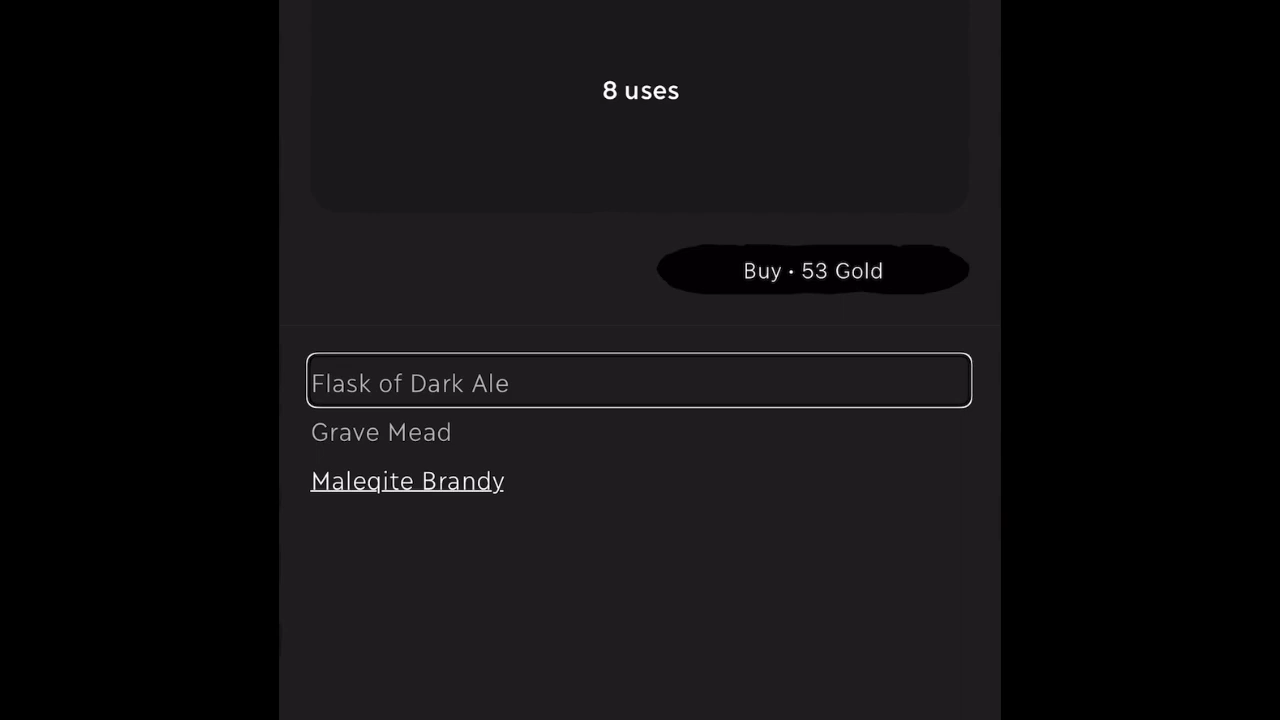 8 uses
Buy • 53 Gold
Flask of Dark Ale
Grave Mead
Maleqite Brandy